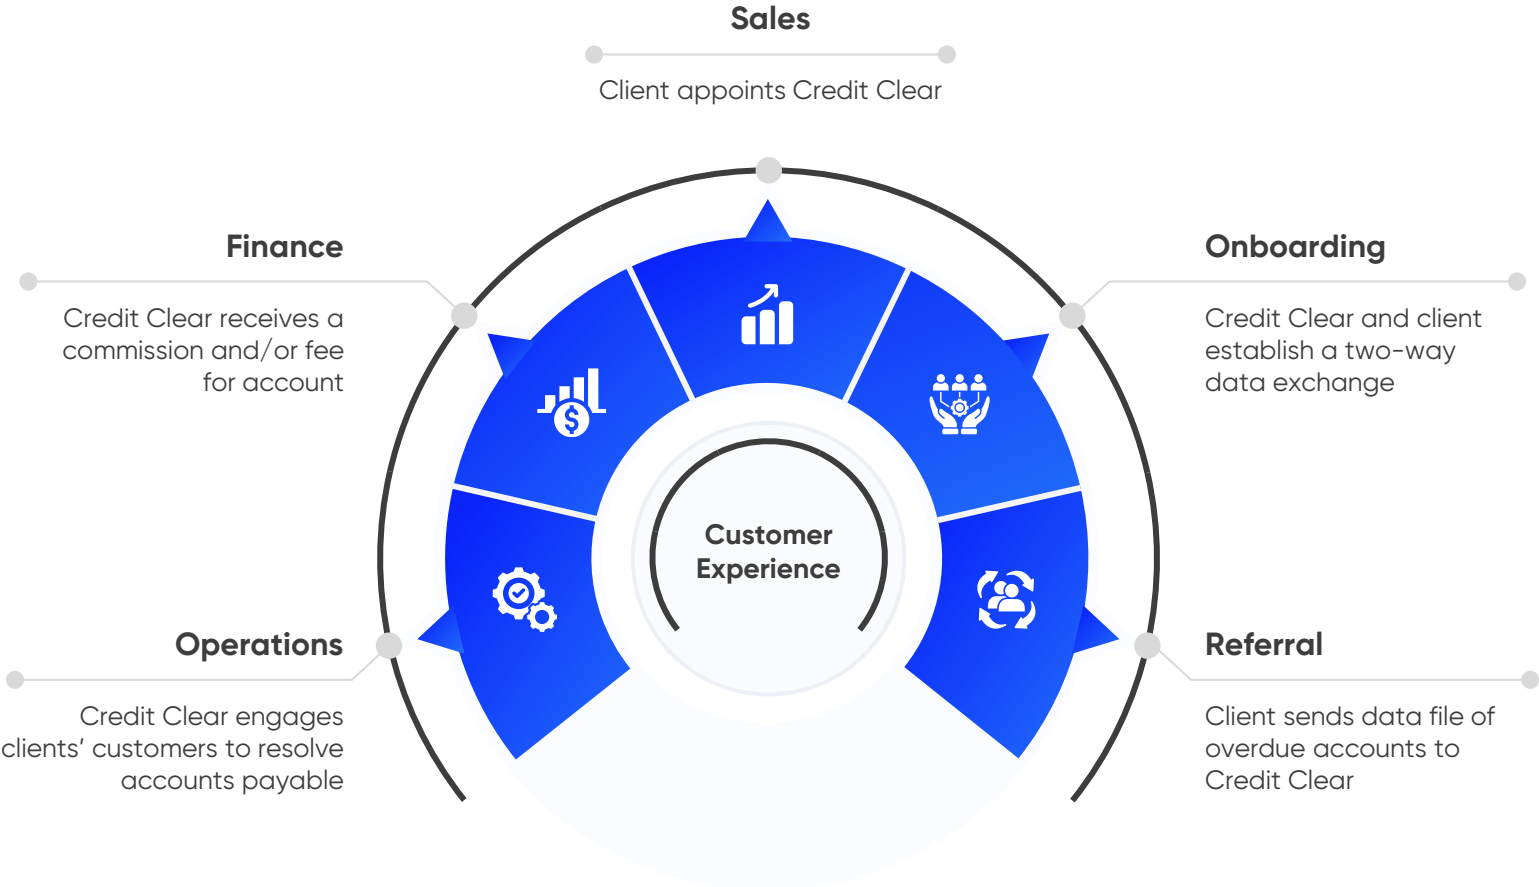 Sales
Client appoints Credit Clear
Finance
Credit Clear receives a
commission and/or fee
for account
Onboarding
Credit Clear and client
establish a two-way
data exchange
$
Customer
Experience
Operations
Credit Clear engages
clients’ customers to resolve
accounts payable
Referral
Client sends data file of
overdue accounts to
Credit Clear